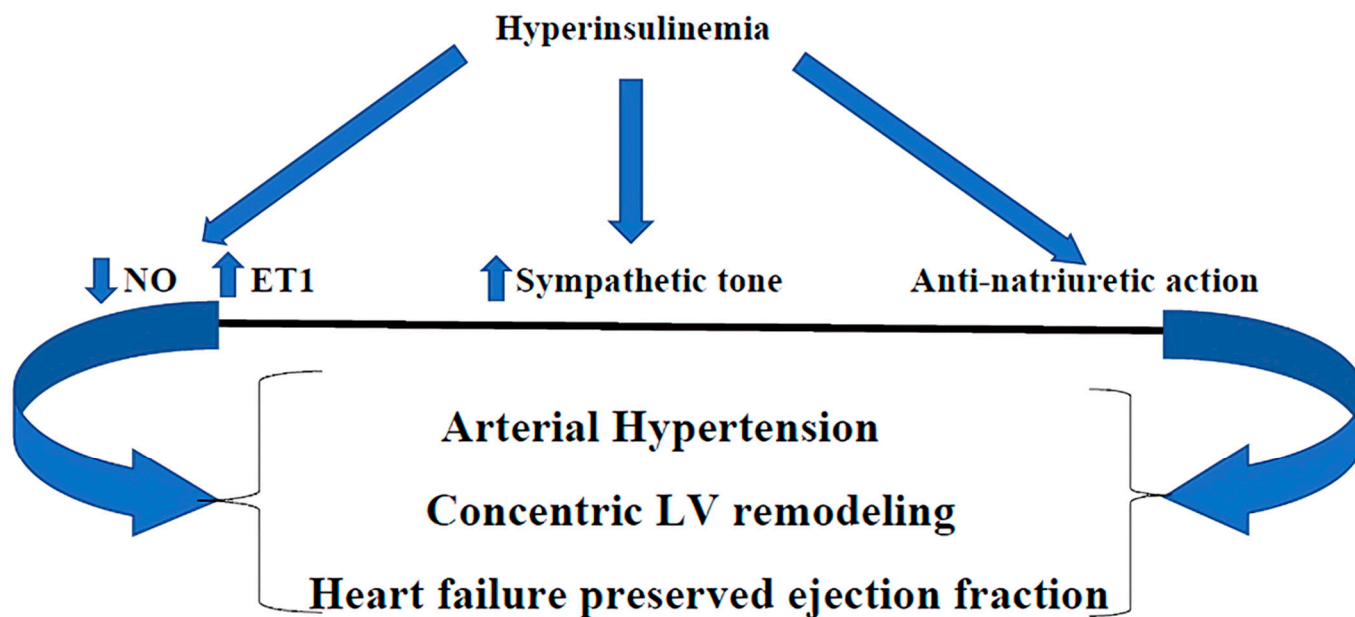 Hyperinsulinemia
NO ET1 Sympathetic tone Anti-natriuretic action
Arterial Hypertension
Concentric LV remodeling
Heart failure preserved ejection fraction